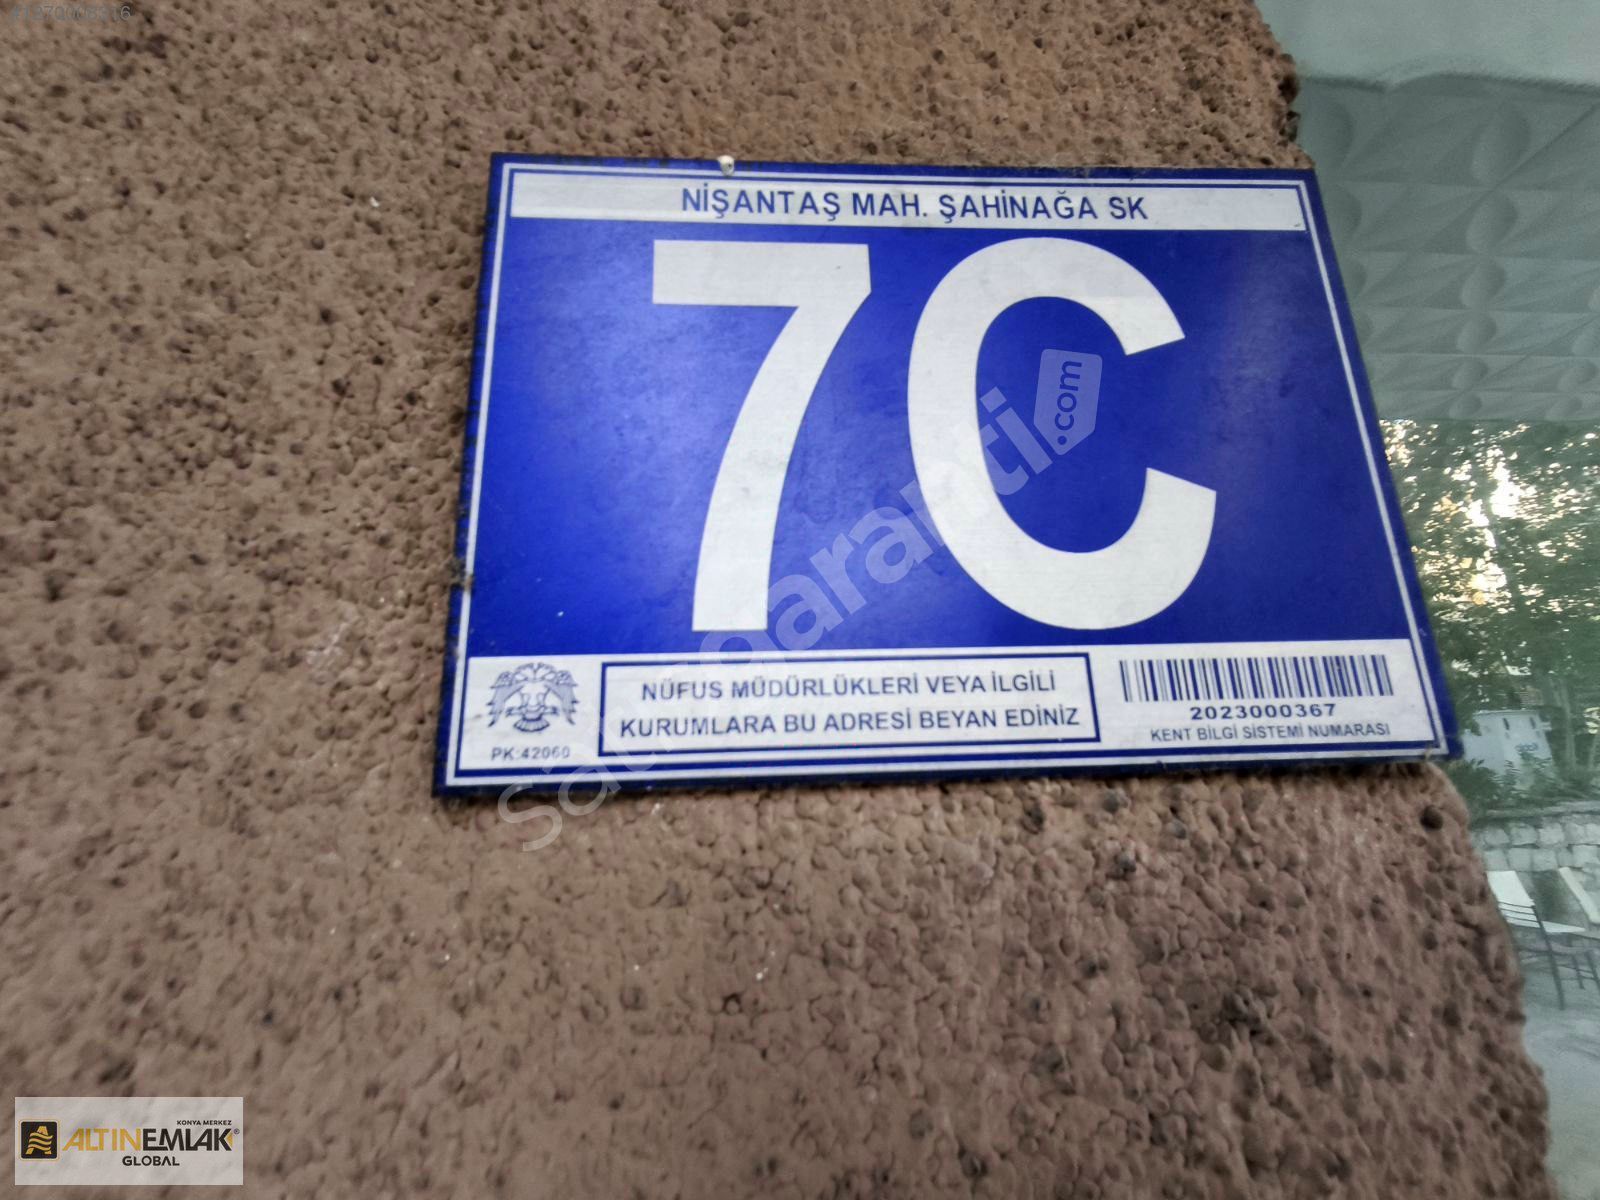 NİŞANTAŞ MAH. ŞAHİNAĞA SK
7C
NÜFUS MÜDÜRLÜKLERİ VEYA İLGİLİ
KURUMLARA BU ADRESİ BEYAN EDİNİZ
PK:42060
2023000367
KENT BİLGİ SİSTEMİ NUMARASI
garanti.com
KONYA MERKEZ
ALTINEMLAK
GLOBAL